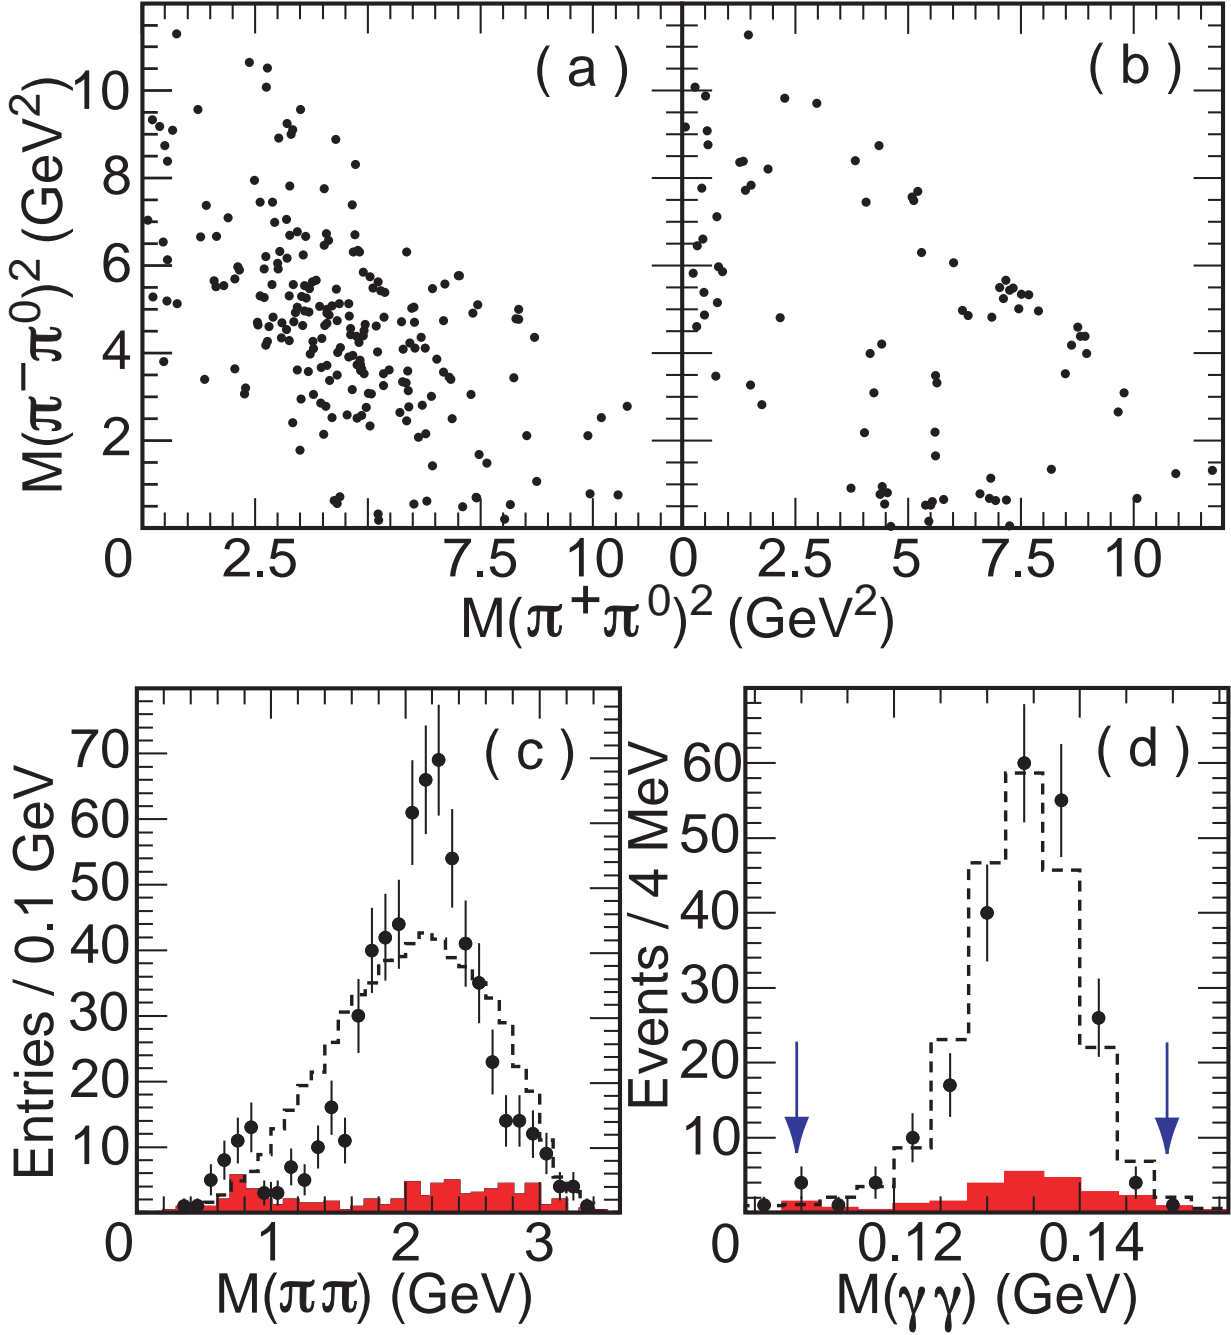 M(π⁻π⁰)² (GeV²)
10
8
6
4
2
( a )
( b )
0 2.5 7.5 10 0 2.5 5 7.5 10
M(π⁺π⁰)² (GeV²)
Entries / 0.1 GeV
70
60
50
40
30
20
10
( c )
0 1 2 3
M(ππ) (GeV)
Events / 4 MeV
60
50
40
30
20
10
( d )
0 0.12 0.14
M(γγ) (GeV)